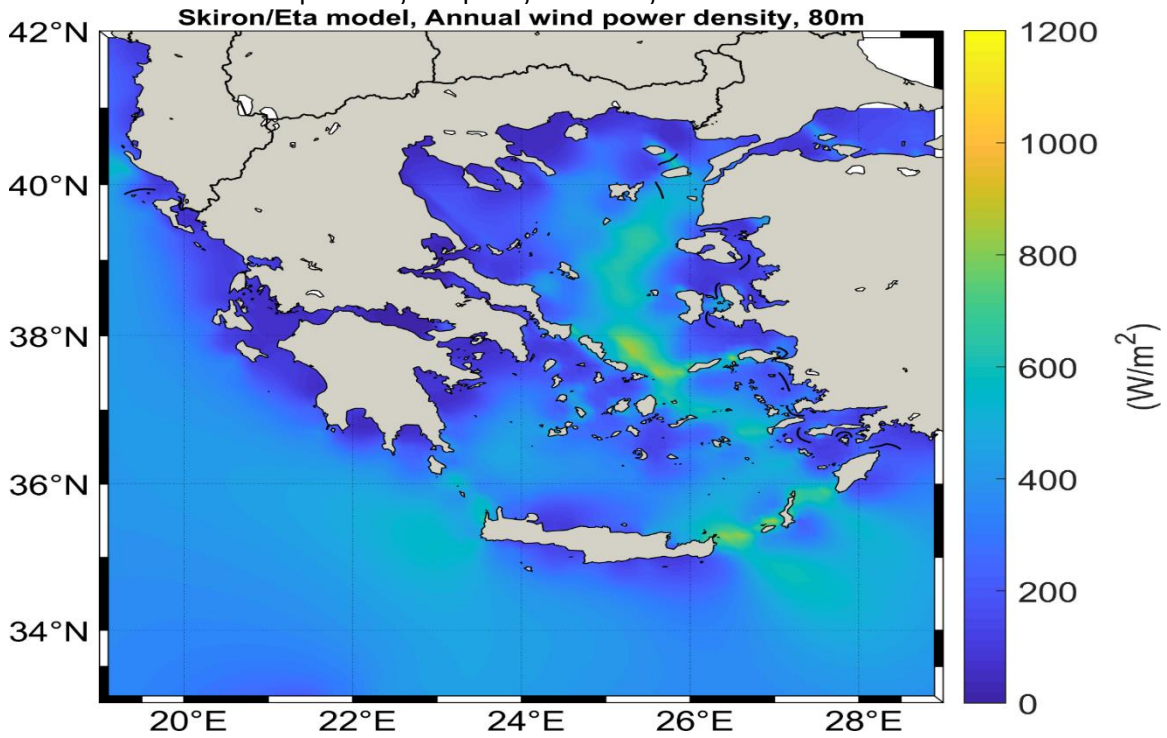 Skiron/Eta model, Annual wind power density, 80m
42°N
40°N
38°N
36°N
34°N
20°E 22°E 24°E 26°E 28°E
1200
1000
800
600
400
200
0
(W/m²)